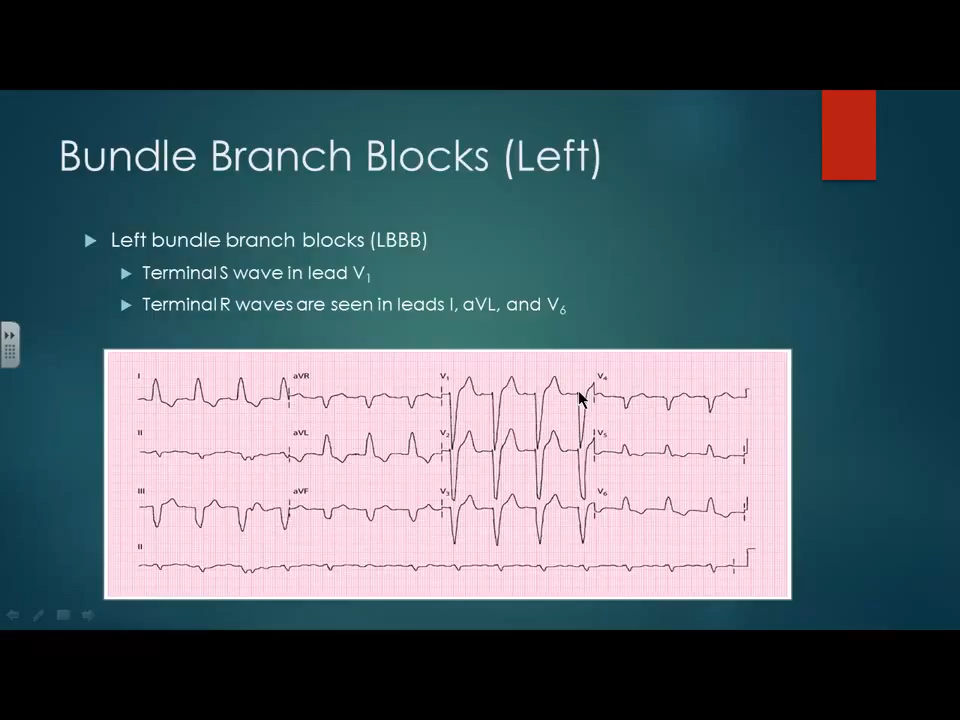 Bundle Branch Blocks (Left)
Left bundle branch blocks (LBBB)
Terminal S wave in lead V1
Terminal R waves are seen in leads I, aVL, and V6
I aVR V1 V4
II aVL V2 V5
III aVF V3 V6
II